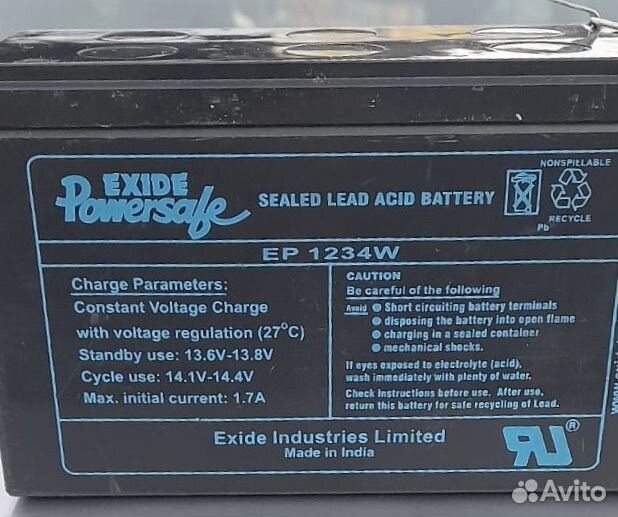 EXIDE
Powersafe
SEALED LEAD ACID BATTERY
NONSPILLABLE
RECYCLE
Pb
EP 1234W
Charge Parameters:
Constant Voltage Charge
with voltage regulation (27°C)
Standby use: 13.6V-13.8V
Cycle use: 14.1V-14.4V
Max. initial current: 1.7A
CAUTION
Be careful of the following
Avoid ● Short circuiting battery terminals
● disposing the battery into open flame
● charging in a sealed container
● mechanical shocks.
If eyes exposed to electrolyte (acid),
wash immediately with plenty of water.
Check Instructions before use. After use,
return this battery for safe recycling of Lead.
Exide Industries Limited
Made in India
RU®
Avito